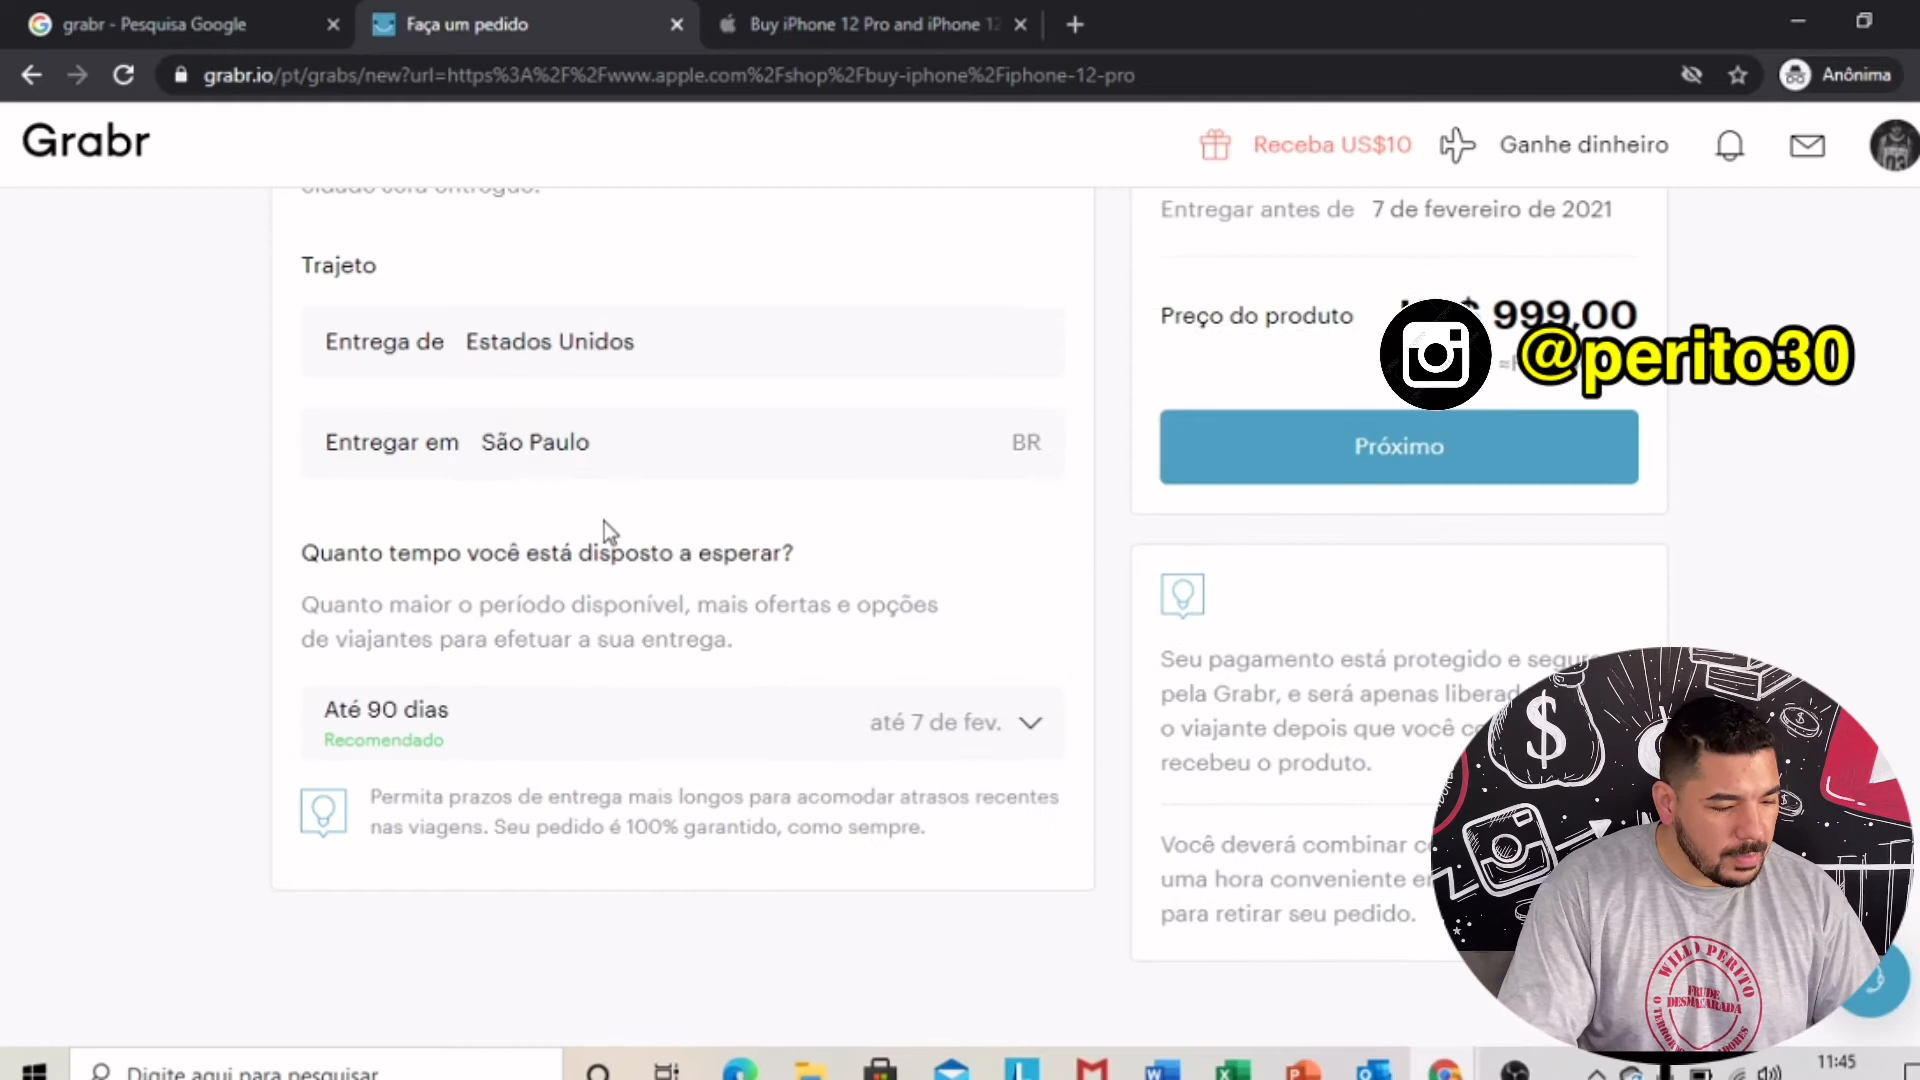 grabr - Pesquisa Google
Faça um pedido
Buy iPhone 12 Pro and iPhone 12
grabr.io/pt/grabs/new?url=https%3A%2F%2Fwww.apple.com%2Fshop%2Fbuy-iphone%2Fiphone-12-pro
Anônima
Grabr
Receba US$10
Ganhe dinheiro
cidade será entregue.
Trajeto
Entrega de Estados Unidos
Entregar em São Paulo BR
Quanto tempo você está disposto a esperar?
Quanto maior o período disponível, mais ofertas e opções
de viajantes para efetuar a sua entrega.
Até 90 dias
Recomendado
até 7 de fev.
Permita prazos de entrega mais longos para acomodar atrasos recentes
nas viagens. Seu pedido é 100% garantido, como sempre.
Entregar antes de 7 de fevereiro de 2021
Preço do produto 999,00
@perito30
Próximo
Seu pagamento está protegido e
pela Grabr, e será apenas
o viajante depois que você
recebeu o produto.
Você deverá combinar
uma hora conveniente
para retirar seu pedido.
WILLO PERITO
FRUDE
DESMACARADA
Digite aqui para pesquisar
11:45